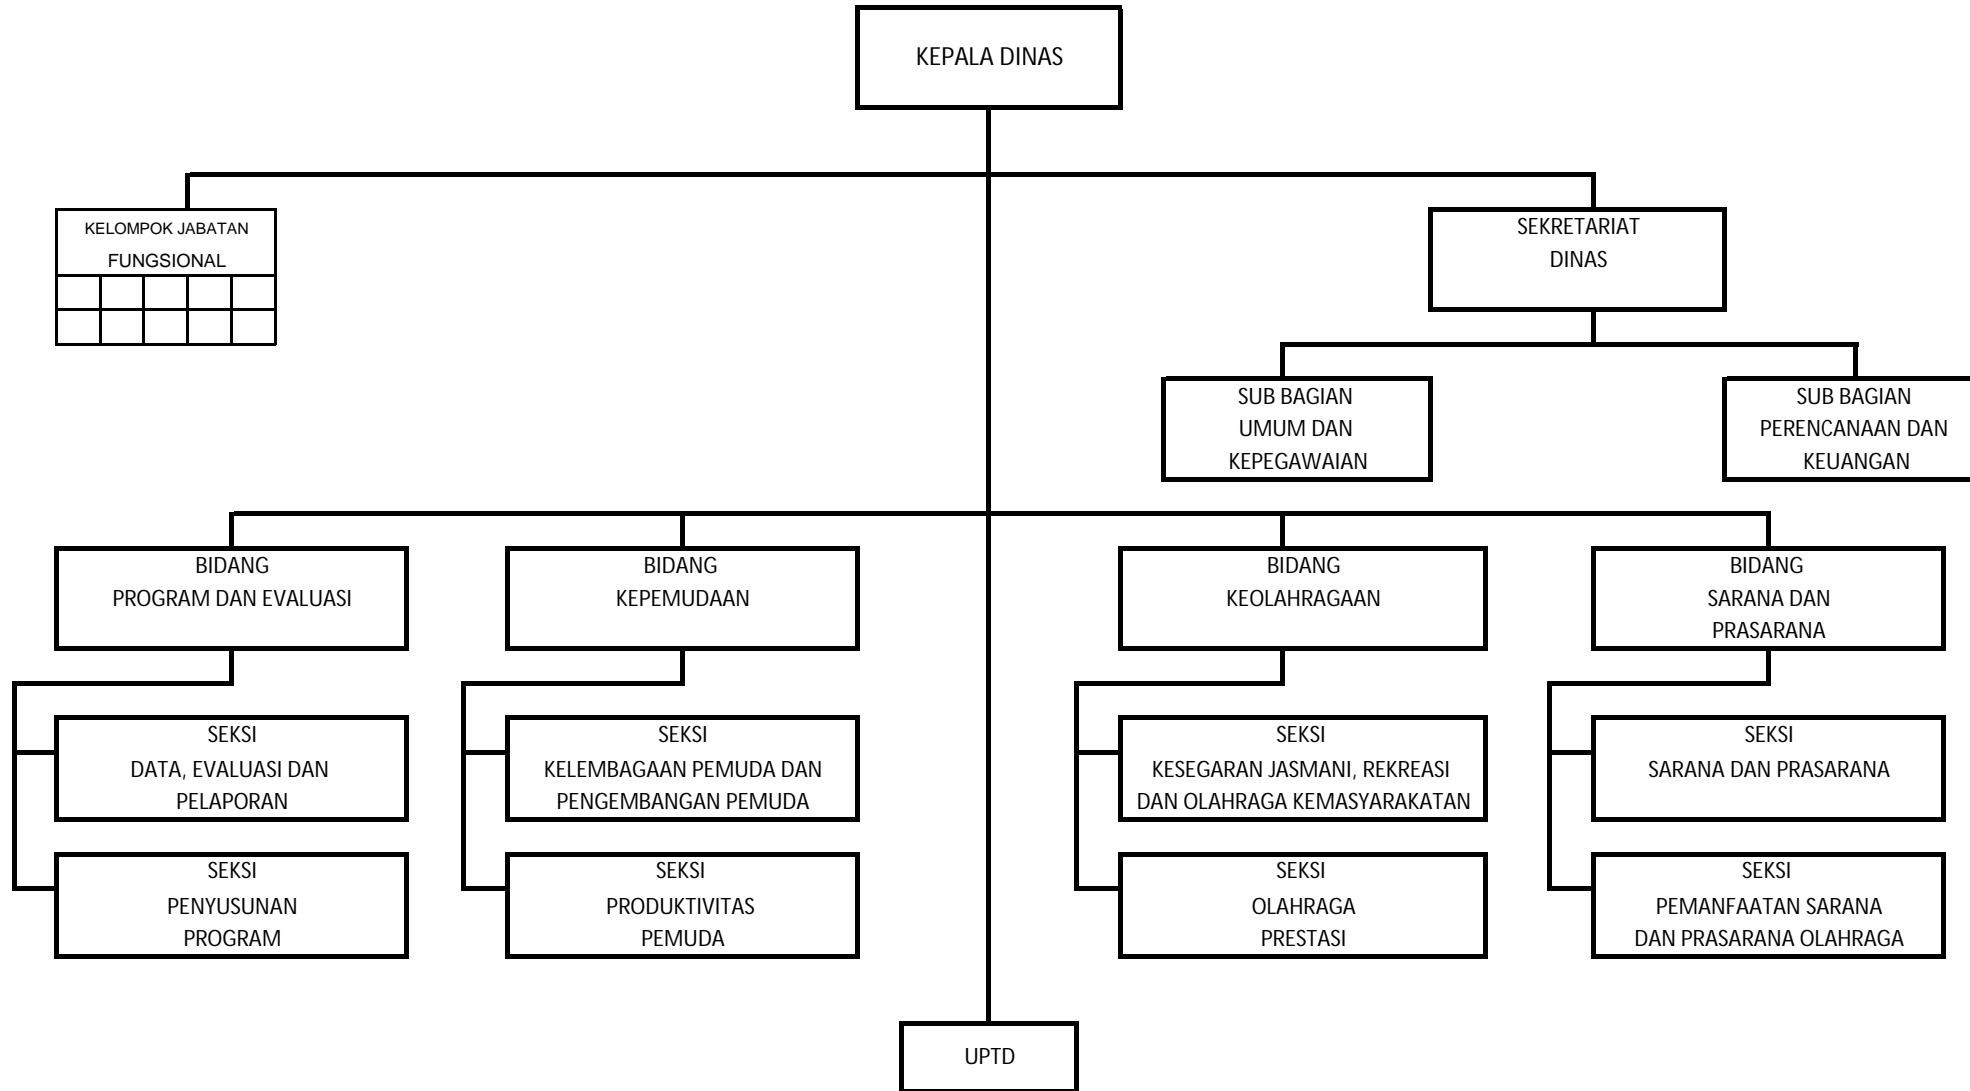 KEPALA DINAS
KELOMPOK JABATAN
FUNGSIONAL
SEKRETARIAT
DINAS
SUB BAGIAN
UMUM DAN
KEPEGAWAIAN
SUB BAGIAN
PERENCANAAN DAN
KEUANGAN
BIDANG
PROGRAM DAN EVALUASI
BIDANG
KEPEMUDAAN
BIDANG
KEOLAHRAGAAN
BIDANG
SARANA DAN
PRASARANA
SEKSI
DATA, EVALUASI DAN
PELAPORAN
SEKSI
KELEMBAGAAN PEMUDA DAN
PENGEMBANGAN PEMUDA
SEKSI
KESEGARAN JASMANI, REKREASI
DAN OLAHRAGA KEMASYARAKATAN
SEKSI
SARANA DAN PRASARANA
SEKSI
PENYUSUNAN
PROGRAM
SEKSI
PRODUKTIVITAS
PEMUDA
SEKSI
OLAHRAGA
PRESTASI
SEKSI
PEMANFAATAN SARANA
DAN PRASARANA OLAHRAGA
UPTD